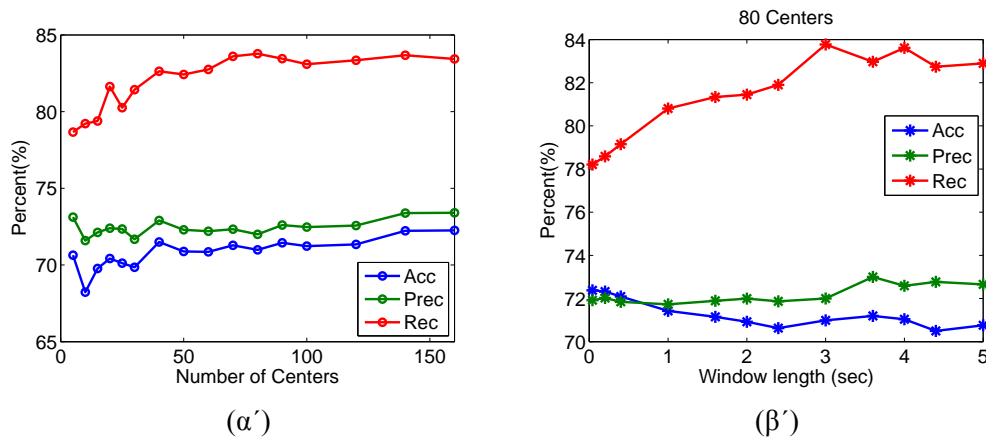 85
80
75
70
65
Percent(%)
0
50
100
150
Number of Centers
Acc
Prec
Rec
(α΄)
80 Centers
84
82
80
78
76
74
72
70
Percent(%)
0
1
2
3
4
5
Window length (sec)
Acc
Prec
Rec
(β΄)